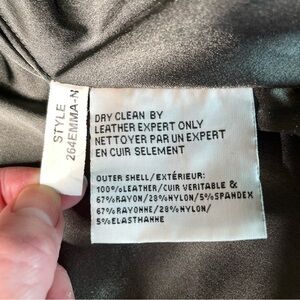 STYLE
264EMMA-N
DRY CLEAN BY
LEATHER EXPERT ONLY
NETTOYER PAR UN EXPERT
EN CUIR SELEMENT
OUTER SHELL/EXTÉRIEUR:
100%LEATHER/CUIR VERITABLE &
67%RAYON/28%NYLON/5%SPANDEX
67%RAYONNE/28%NYLON/
5%ELASTHANNE